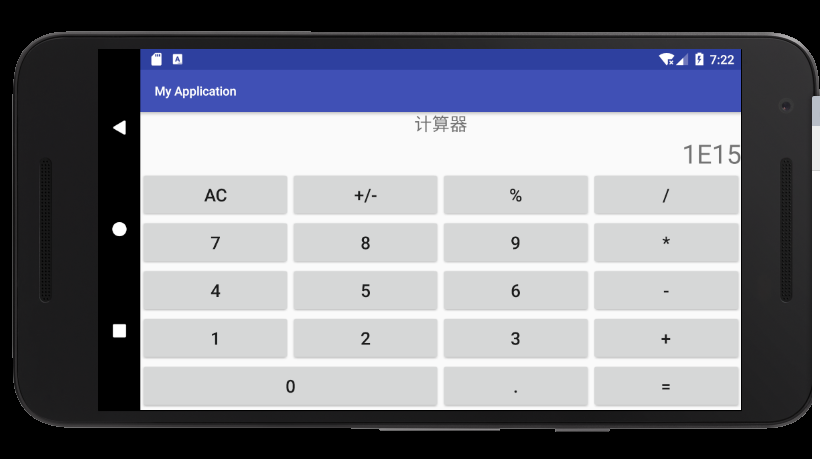 7:22
My Application
计算器
1E15
AC +/- % /
7 8 9 *
4 5 6 -
1 2 3 +
0 . =